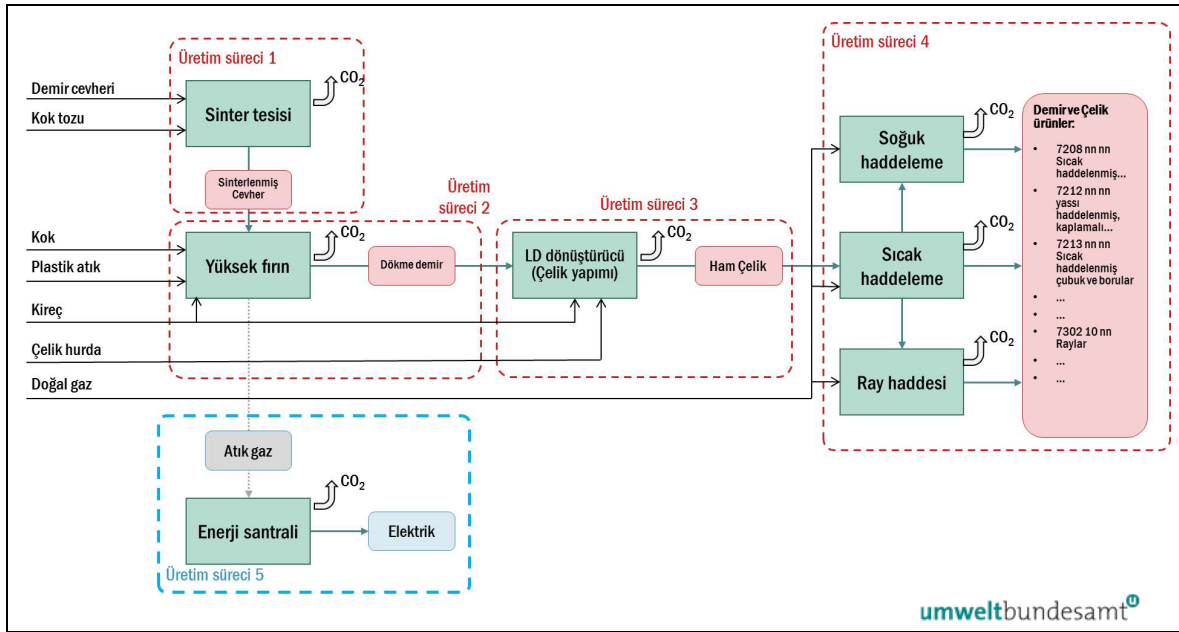 Üretim süreci 1
Demir cevheri
Kok tozu
Sinter tesisi
CO2
Sinterlenmiş
Cevher
Üretim
süreci 2
Kok
Plastik atık
Kireç
Çelik hurda
Doğal gaz
Yüksek fırın
CO2
Dökme demir
Üretim süreci 3
LD dönüştürücü
(Çelik yapımı)
CO2
Ham Çelik
Üretim süreci 4
Soğuk
haddeleme
CO2
Sıcak
haddeleme
CO2
Ray haddesi
CO2
Demir ve Çelik
ürünler:
• 7208 nn nn
Sıcak
haddelenmiş...
• 7212 nn nn
yassı
haddelenmiş,
kaplamalı...
• 7213 nn nn
Sıcak
haddelenmiş
çubuk ve borular
• ...
• ...
• 7302 10 nn
Raylar
• ...
• ...
Atık gaz
Enerji santrali
CO2
Elektrik
Üretim süreci 5
umweltbundesamt u